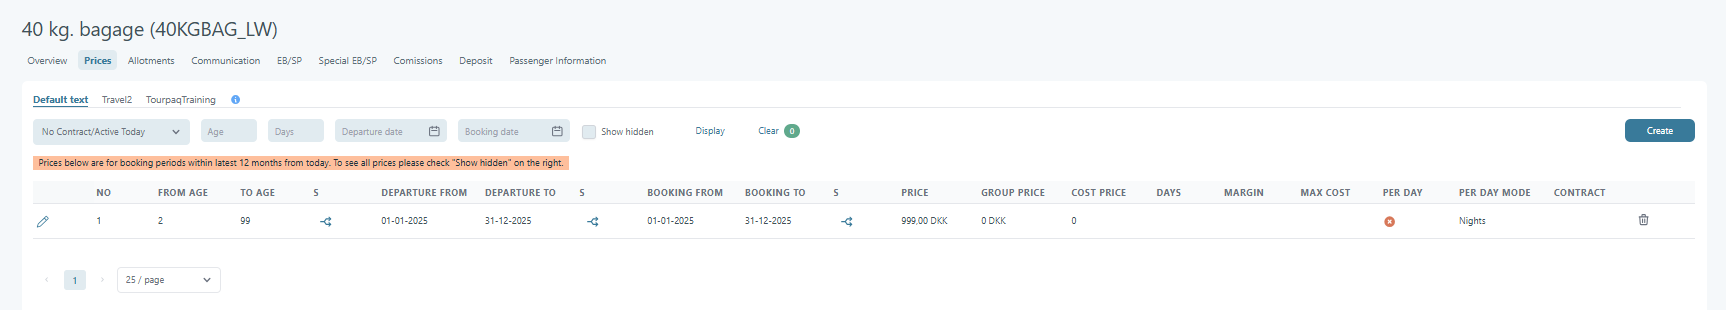 40 kg. bagage (40KGBAG_LW)
Overview Prices Allotments Communication EB/SP Special EB/SP Comissions Deposit Passenger Information
Default text Travel2 TourpaqTraining
No Contract/Active Today Age Days Departure date Booking date Show hidden Display Clear 0 Create
Prices below are for booking periods within latest 12 months from today. To see all prices please check "Show hidden" on the right.
NO FROM AGE TO AGE S DEPARTURE FROM DEPARTURE TO S BOOKING FROM BOOKING TO S PRICE GROUP PRICE COST PRICE DAYS MARGIN MAX COST PER DAY PER DAY MODE CONTRACT
1 2 99 01-01-2025 31-12-2025 01-01-2025 31-12-2025 999,00 DKK 0 DKK 0 Nights
1 25 / page